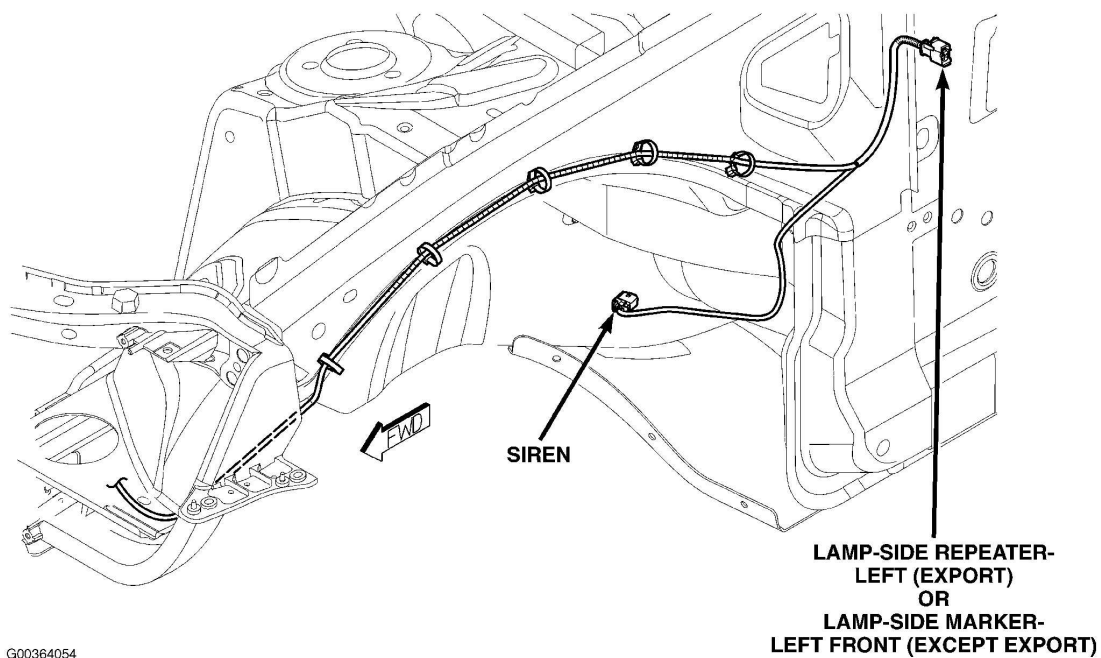 FWD
SIREN
LAMP-SIDE REPEATER-
LEFT (EXPORT)
OR
LAMP-SIDE MARKER-
LEFT FRONT (EXCEPT EXPORT)
G00364054